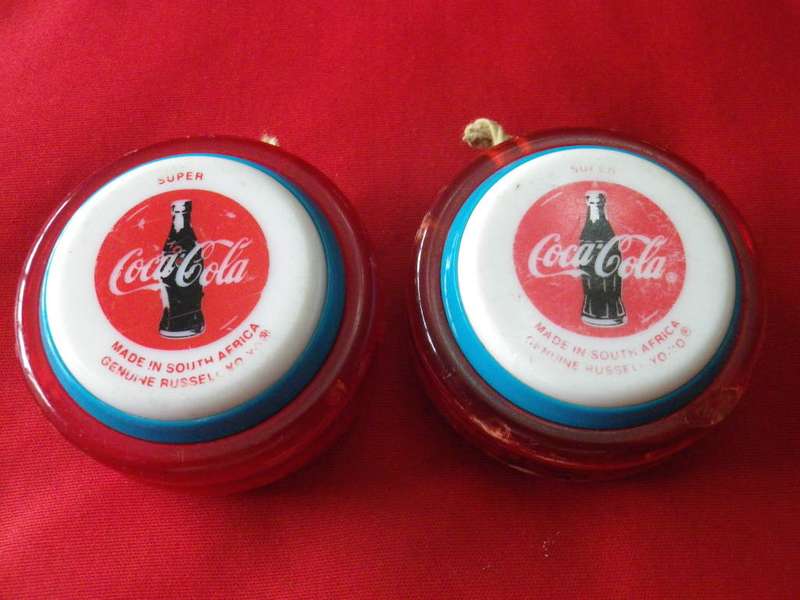 SUPER
Coca-Cola
MADE IN SOUTH AFRICA
GENUINE RUSSELL YO-YO®
SUPER
Coca-Cola®
MADE IN SOUTH AFRICA
GENUINE RUSSELL YO-YO®